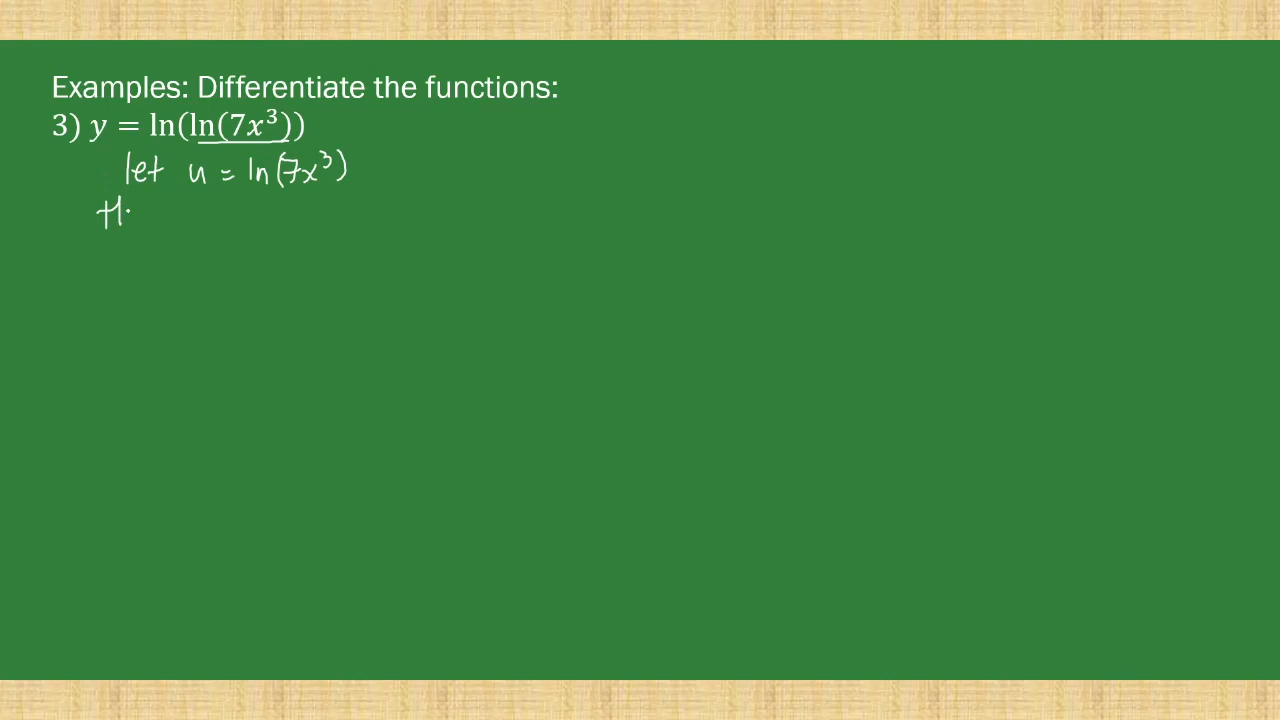 Examples: Differentiate the functions:
3) y = ln(ln(7x³))
let u = ln(7x³)